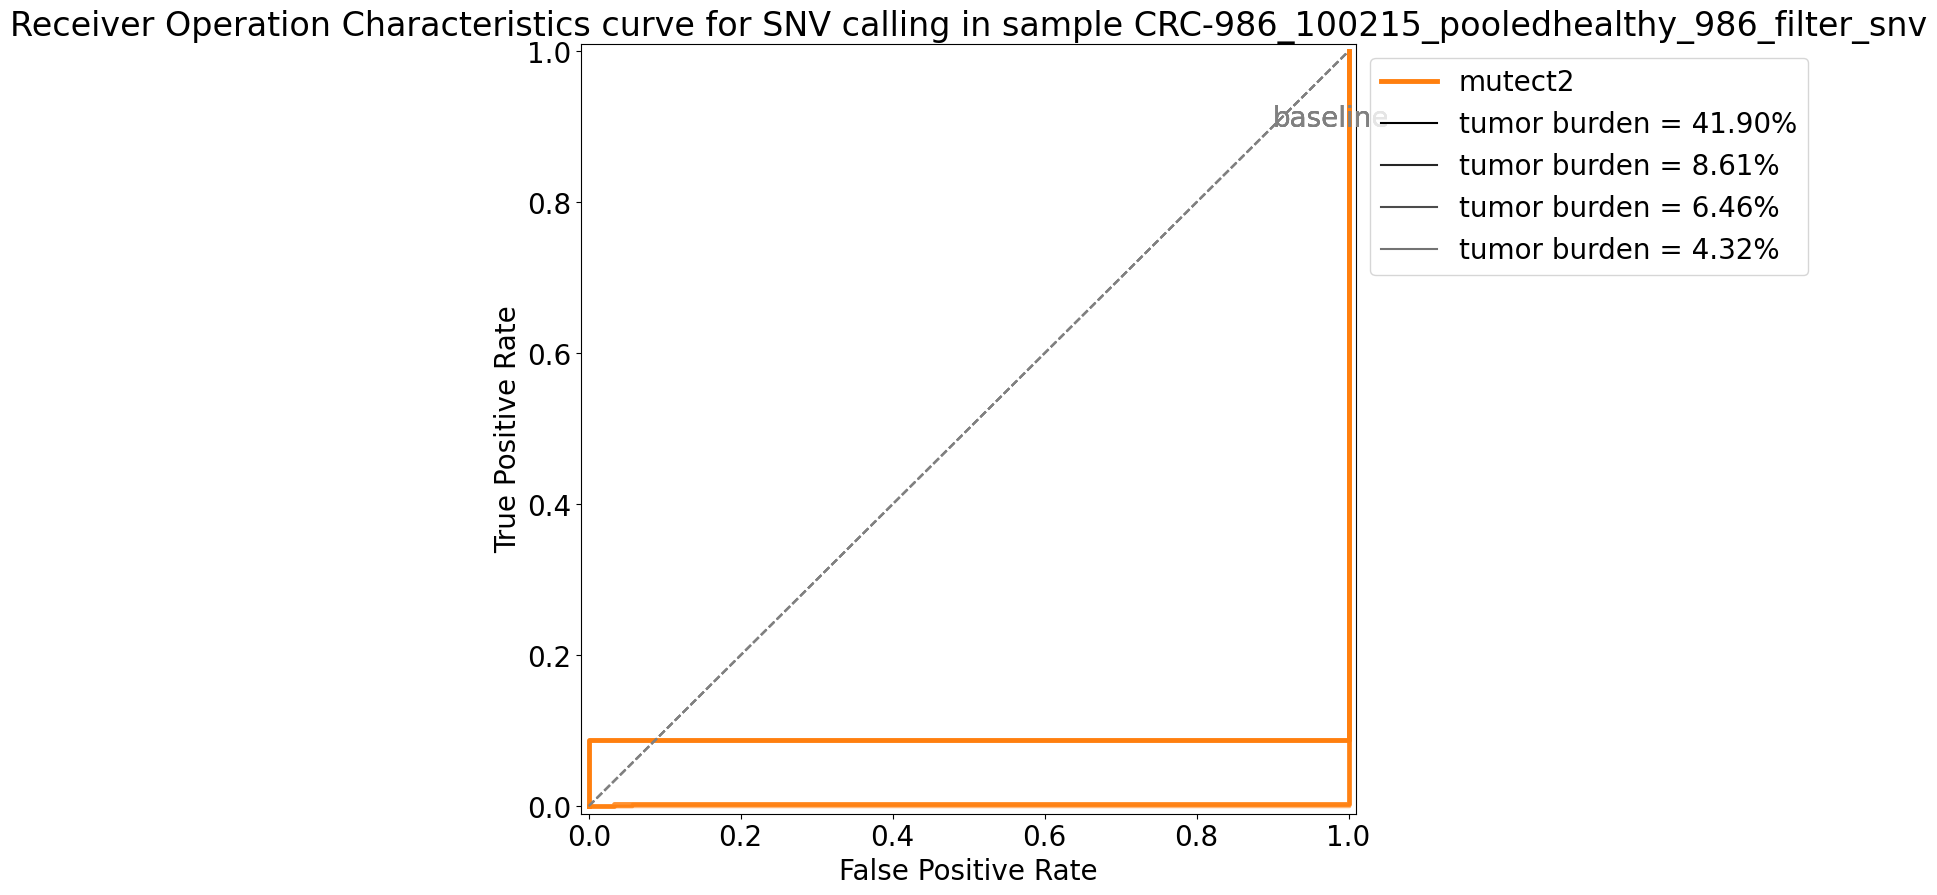 Receiver Operation Characteristics curve for SNV calling in sample CRC-986_100215_pooledhealthy_986_filter_snv
1.0
0.8
0.6
0.4
0.2
0.0
True Positive Rate
baseline
0.0 0.2 0.4 0.6 0.8 1.0
False Positive Rate
mutect2
tumor burden = 41.90%
tumor burden = 8.61%
tumor burden = 6.46%
tumor burden = 4.32%